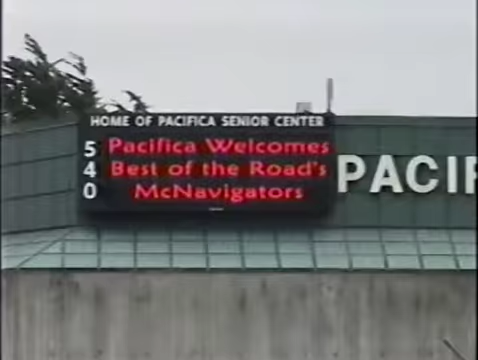 HOME OF PACIFICA SENIOR CENTER
5
4
0
Pacifica Welcomes
Best of the Road's
McNavigators
PACIF